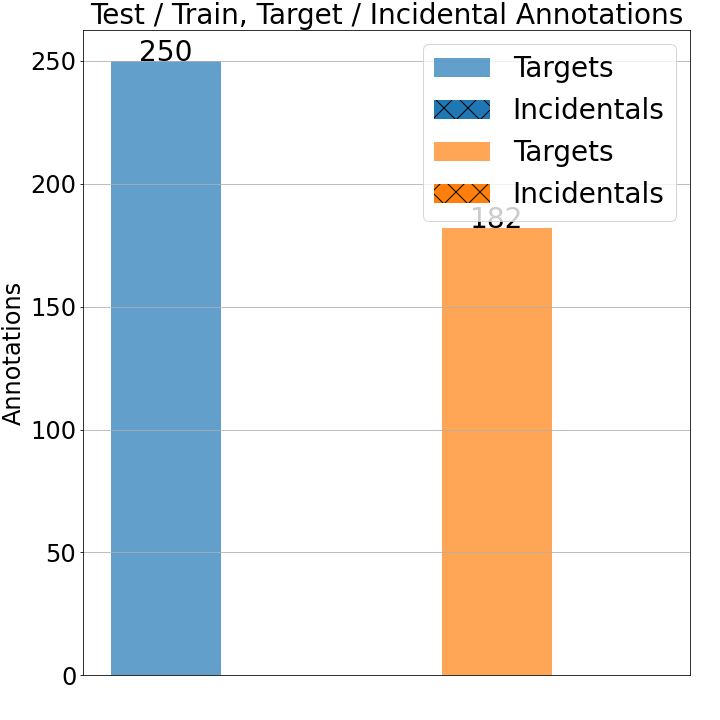 Test / Train, Target / Incidental Annotations
250
250
Targets
Incidentals
Targets
Incidentals
200
182
150
Annotations
100
50
0